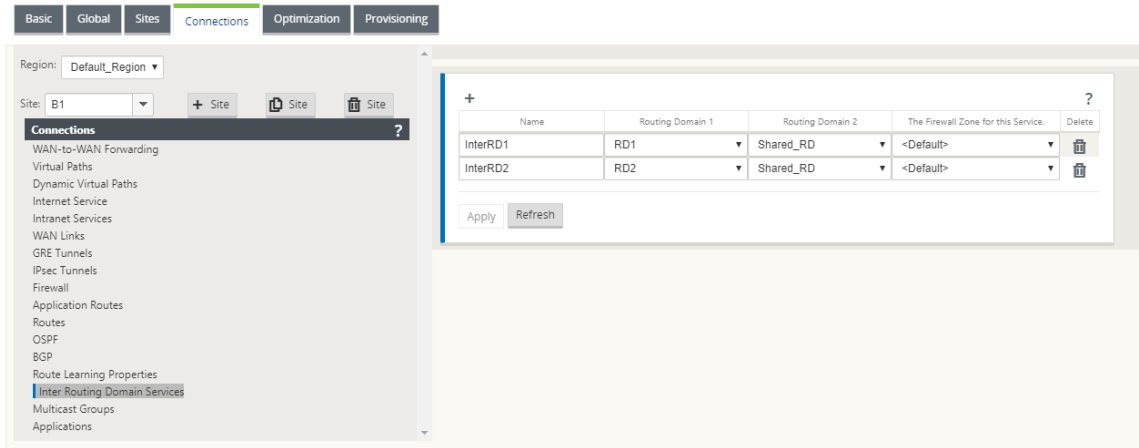 Basic Global Sites Connections Optimization Provisioning
Region: Default_Region
Site: B1 + Site Site Site
Connections ?
WAN-to-WAN Forwarding
Virtual Paths
Dynamic Virtual Paths
Internet Service
Intranet Services
WAN Links
GRE Tunnels
IPsec Tunnels
Firewall
Application Routes
Routes
OSPF
BGP
Route Learning Properties
Inter Routing Domain Services
Multicast Groups
Applications
+ ?
Name Routing Domain 1 Routing Domain 2 The Firewall Zone for this Service. Delete
InterRD1 RD1 Shared_RD <Default>
InterRD2 RD2 Shared_RD <Default>
Apply Refresh